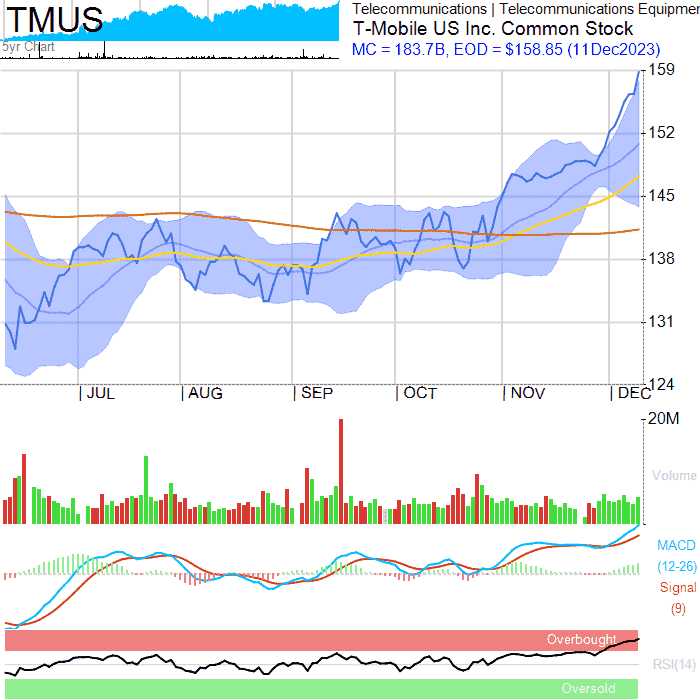 TMUS
5yr Chart
Telecommunications | Telecommunications Equipmen
T-Mobile US Inc. Common Stock
MC = 183.7B, EOD = $158.85 (11Dec2023)
159
152
145
138
131
124
JUL AUG SEP OCT NOV DEC
20M
Volume
MACD
(12-26)
Signal
(9)
Overbought
RSI(14)
Oversold